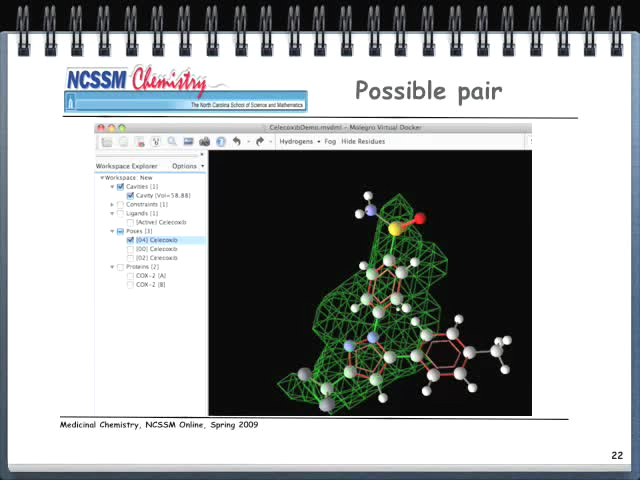 NCSSM Chemistry
The North Carolina School of Science and Mathematics
Possible pair
CelecoxibDemo.mvdml - Molegro Virtual Docker
Hydrogens Fog Hide Residues
Workspace Explorer Options
Workspace: New
Cavities [1]
Cavity [Vol=58.88]
Constraints [1]
Ligands [1]
[Active] Celecoxib
Poses [3]
[04] Celecoxib
[00] Celecoxib
[02] Celecoxib
Proteins [2]
COX-2 [A]
COX-2 [B]
Medicinal Chemistry, NCSSM Online, Spring 2009
22